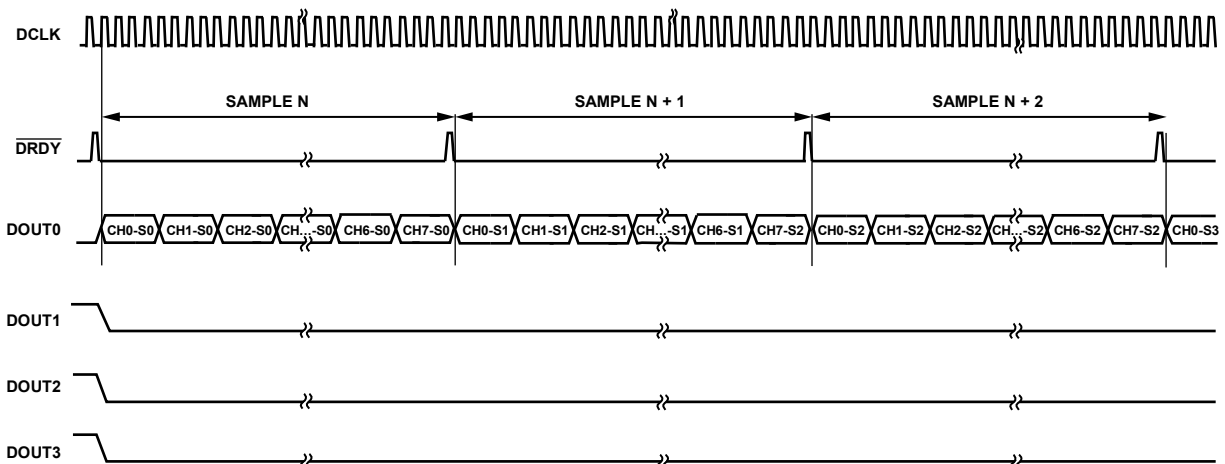 DCLK
SAMPLE N SAMPLE N + 1 SAMPLE N + 2
DRDY
DOUT0 CH0-S0 CH1-S0 CH2-S0 CH...-S0 CH6-S0 CH7-S0 CH0-S1 CH1-S1 CH2-S1 CH...-S1 CH6-S1 CH7-S2 CH0-S2 CH1-S2 CH2-S2 CH...-S2 CH6-S2 CH7-S2 CH0-S3
DOUT1
DOUT2
DOUT3